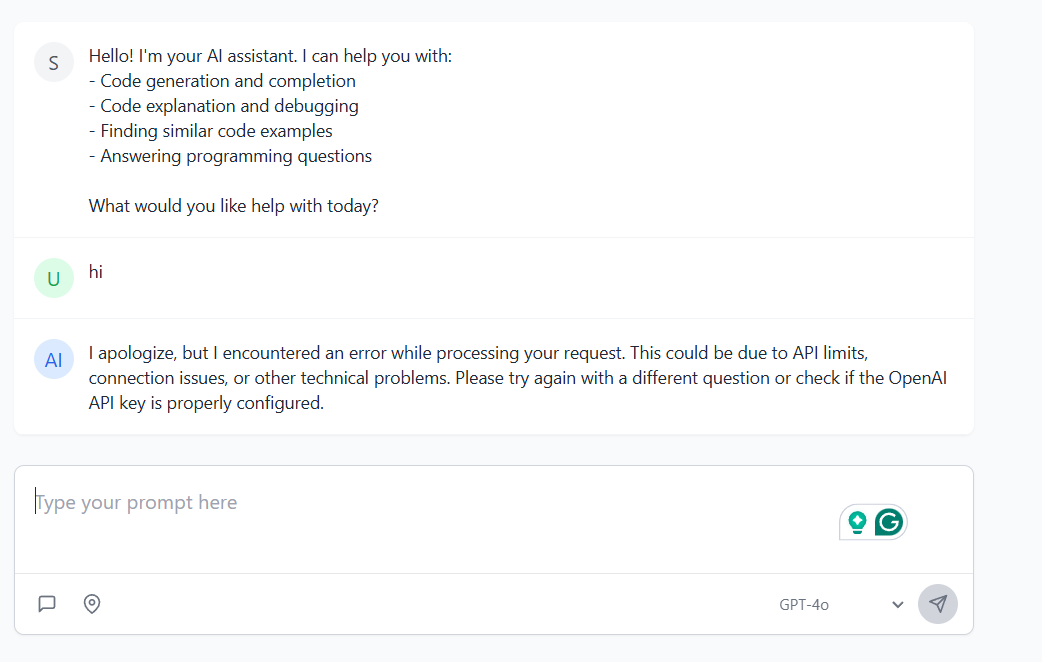 S
Hello! I'm your AI assistant. I can help you with:
- Code generation and completion
- Code explanation and debugging
- Finding similar code examples
- Answering programming questions
What would you like help with today?
U
hi
AI
I apologize, but I encountered an error while processing your request. This could be due to API limits,
connection issues, or other technical problems. Please try again with a different question or check if the OpenAI
API key is properly configured.
Type your prompt here
GPT-4o